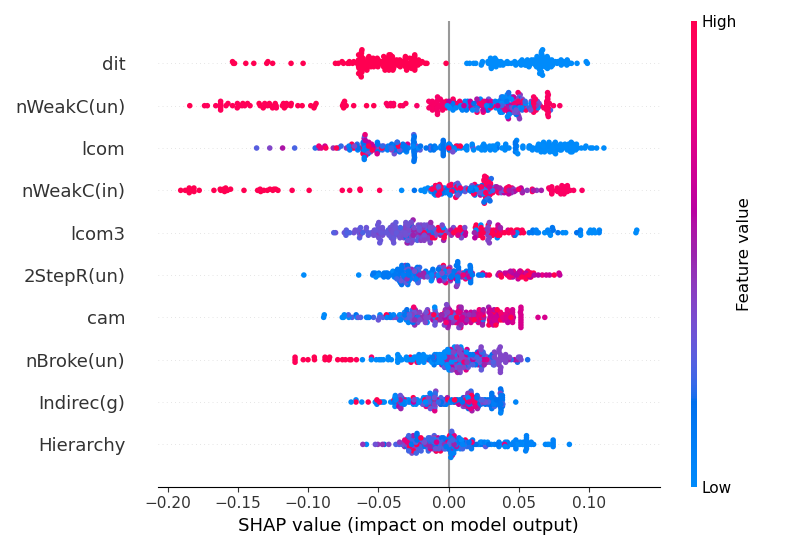 High
dit
nWeakC(un)
lcom
nWeakC(in)
lcom3
2StepR(un)
cam
nBroke(un)
Indirec(g)
Hierarchy
Feature value
Low
−0.20 −0.15 −0.10 −0.05 0.00 0.05 0.10
SHAP value (impact on model output)